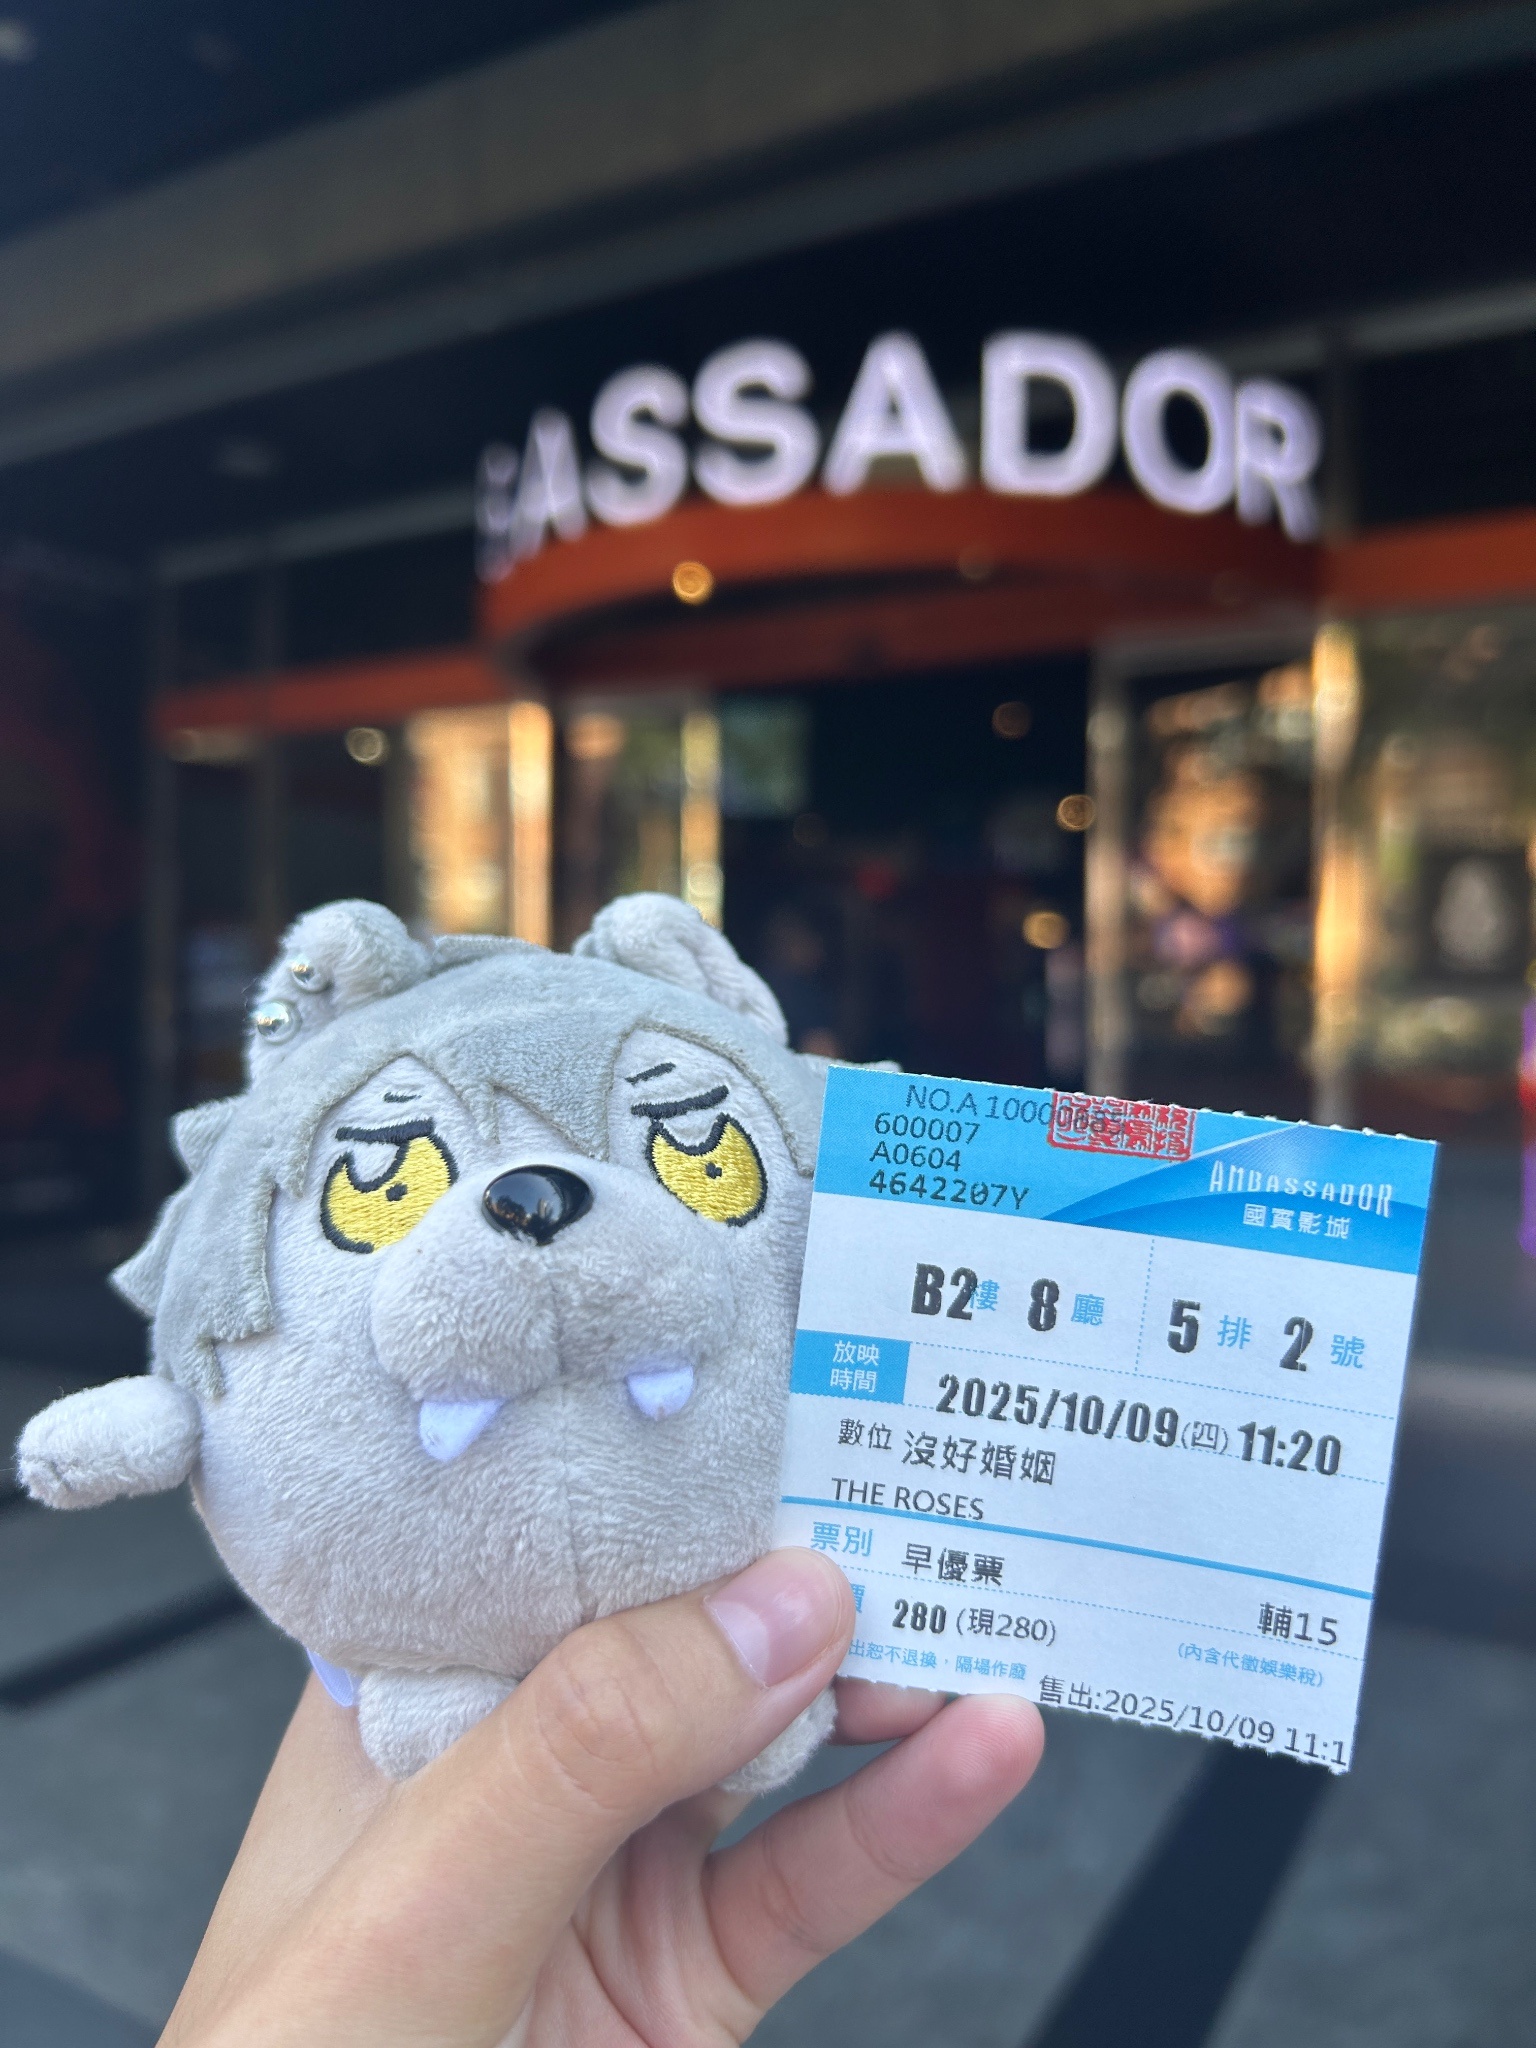 ASSADOR
NO.A 1000
600007
A0604
4642207Y
AMBASSADOR
國賓影城
B2樓 8廳 5排 2號
放映時間 2025/10/09(四) 11:20
數位 沒好婚姻
THE ROSES
票別 早優票
280 (現280) 輔15
出恕不退換，隔場作廢 (內含代徵娛樂稅)
售出:2025/10/09 11:1